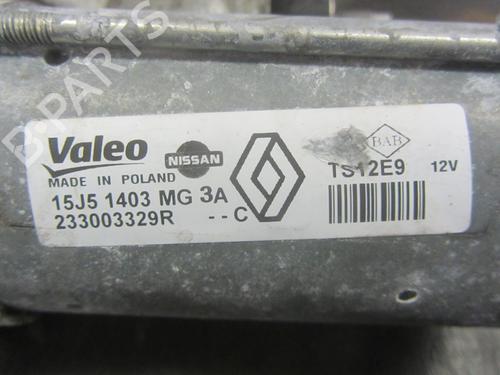 Valeo
NISSAN
BAB
MADE IN POLAND
TS12E9 12V
15J5 1403 MG 3A
233003329R --C
B-PARTS